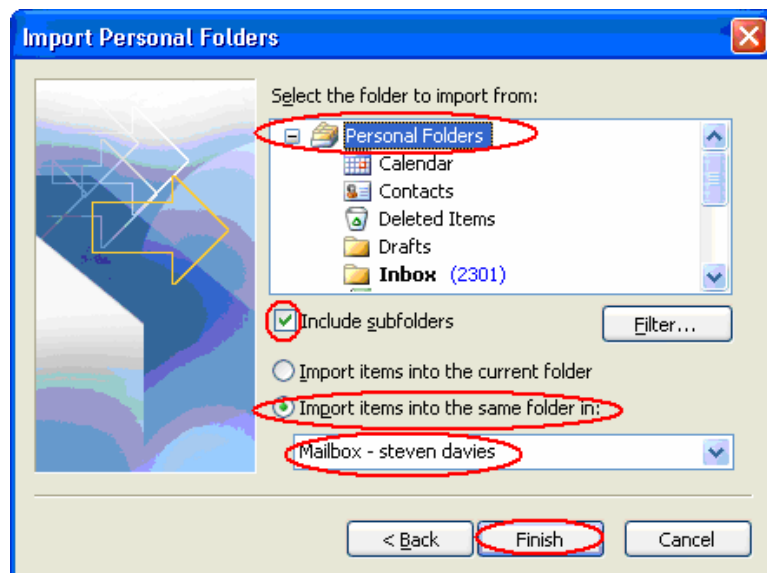 Import Personal Folders
Select the folder to import from:
Personal Folders
Calendar
Contacts
Deleted Items
Drafts
Inbox (2301)
Include subfolders
Filter...
Import items into the current folder
Import items into the same folder in:
Mailbox - steven davies
< Back Finish Cancel